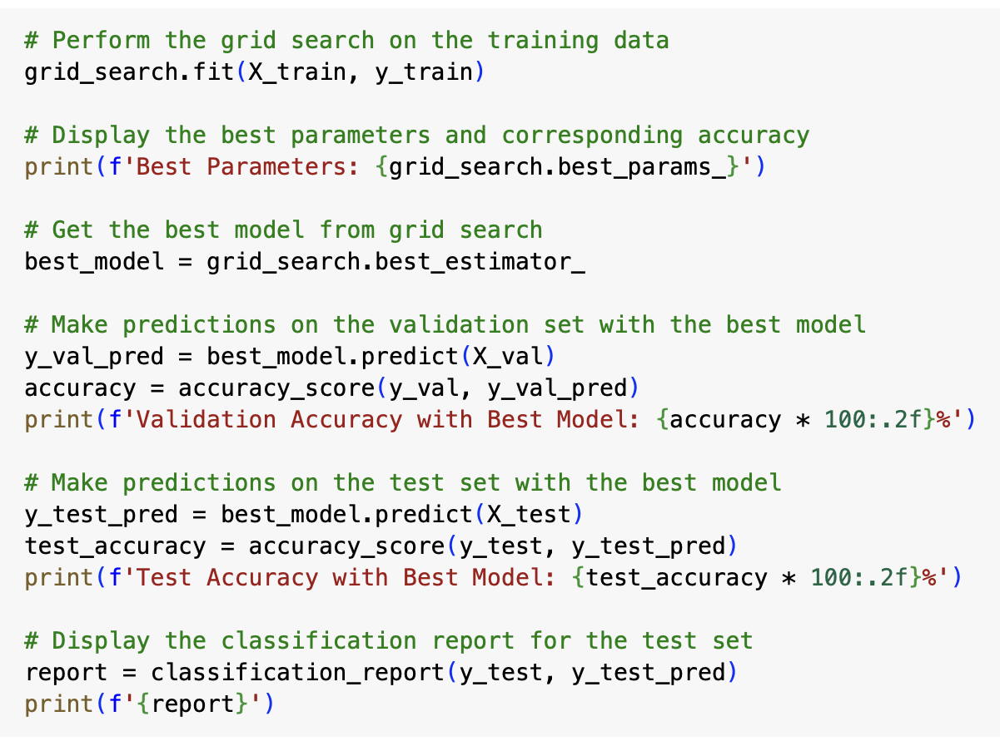 # Perform the grid search on the training data
grid_search.fit(X_train, y_train)
# Display the best parameters and corresponding accuracy
print(f'Best Parameters: {grid_search.best_params_}')
# Get the best model from grid search
best_model = grid_search.best_estimator_
# Make predictions on the validation set with the best model
y_val_pred = best_model.predict(X_val)
accuracy = accuracy_score(y_val, y_val_pred)
print(f'Validation Accuracy with Best Model: {accuracy * 100:.2f}%')
# Make predictions on the test set with the best model
y_test_pred = best_model.predict(X_test)
test_accuracy = accuracy_score(y_test, y_test_pred)
print(f'Test Accuracy with Best Model: {test_accuracy * 100:.2f}%')
# Display the classification report for the test set
report = classification_report(y_test, y_test_pred)
print(f'{report}')